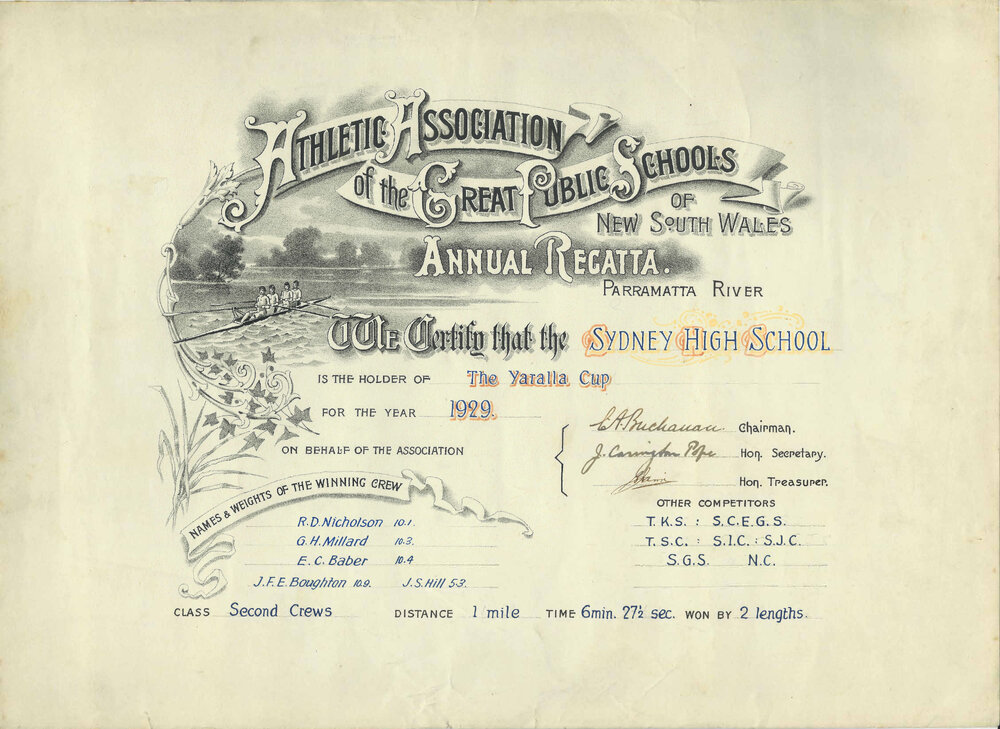 Athletic Association
of the Great Public Schools
OF
New South Wales
Annual Regatta.
Parramatta River
We Certify that the Sydney High School
IS THE HOLDER OF The Yaralla Cup
FOR THE YEAR 1929.
ON BEHALF OF THE ASSOCIATION
C A Buchanan. Chairman.
J. Carington Pope Hon. Secretary.
Hon. Treasurer.
NAMES & WEIGHTS OF THE WINNING CREW
R.D. Nicholson 10.1.
G.H. Millard 10.3.
E.C. Baber 10.4
J.F.E. Boughton 10.9. J.S. Hill 5.3.
OTHER COMPETITORS
T.K.S. : S.C.E.G.S.
T.S.C. : S.I.C. : S.J.C.
S.G.S. N.C.
CLASS Second Crews DISTANCE 1 mile TIME 6min. 27½ sec. WON BY 2 lengths.